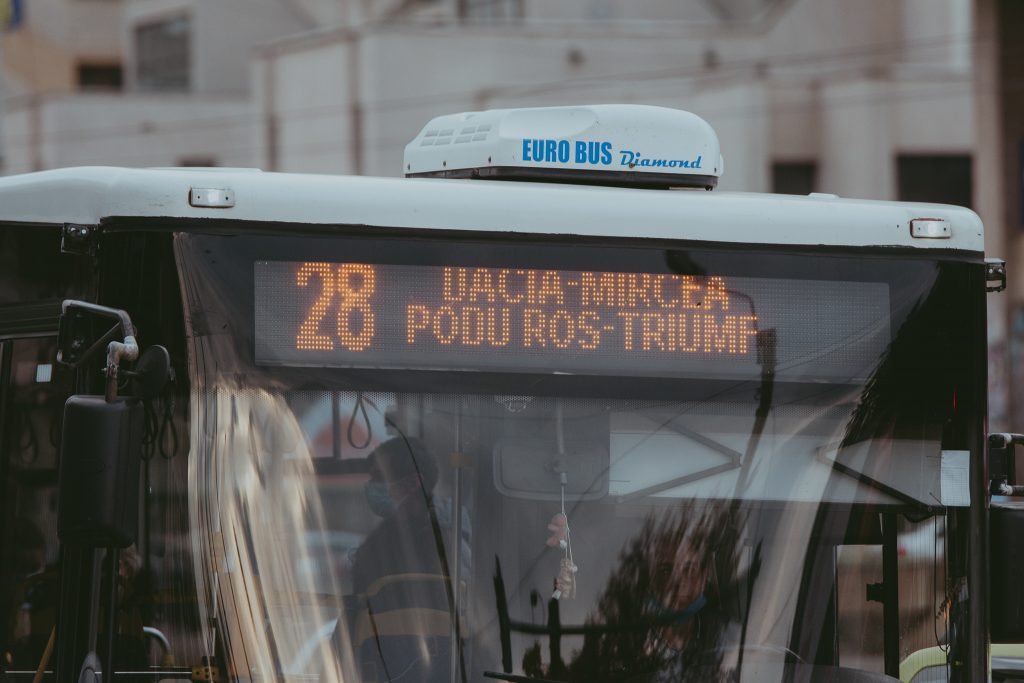 EURO BUS Diamond
28 DACIA-MIRCEA
PODU ROS-TRIUMF